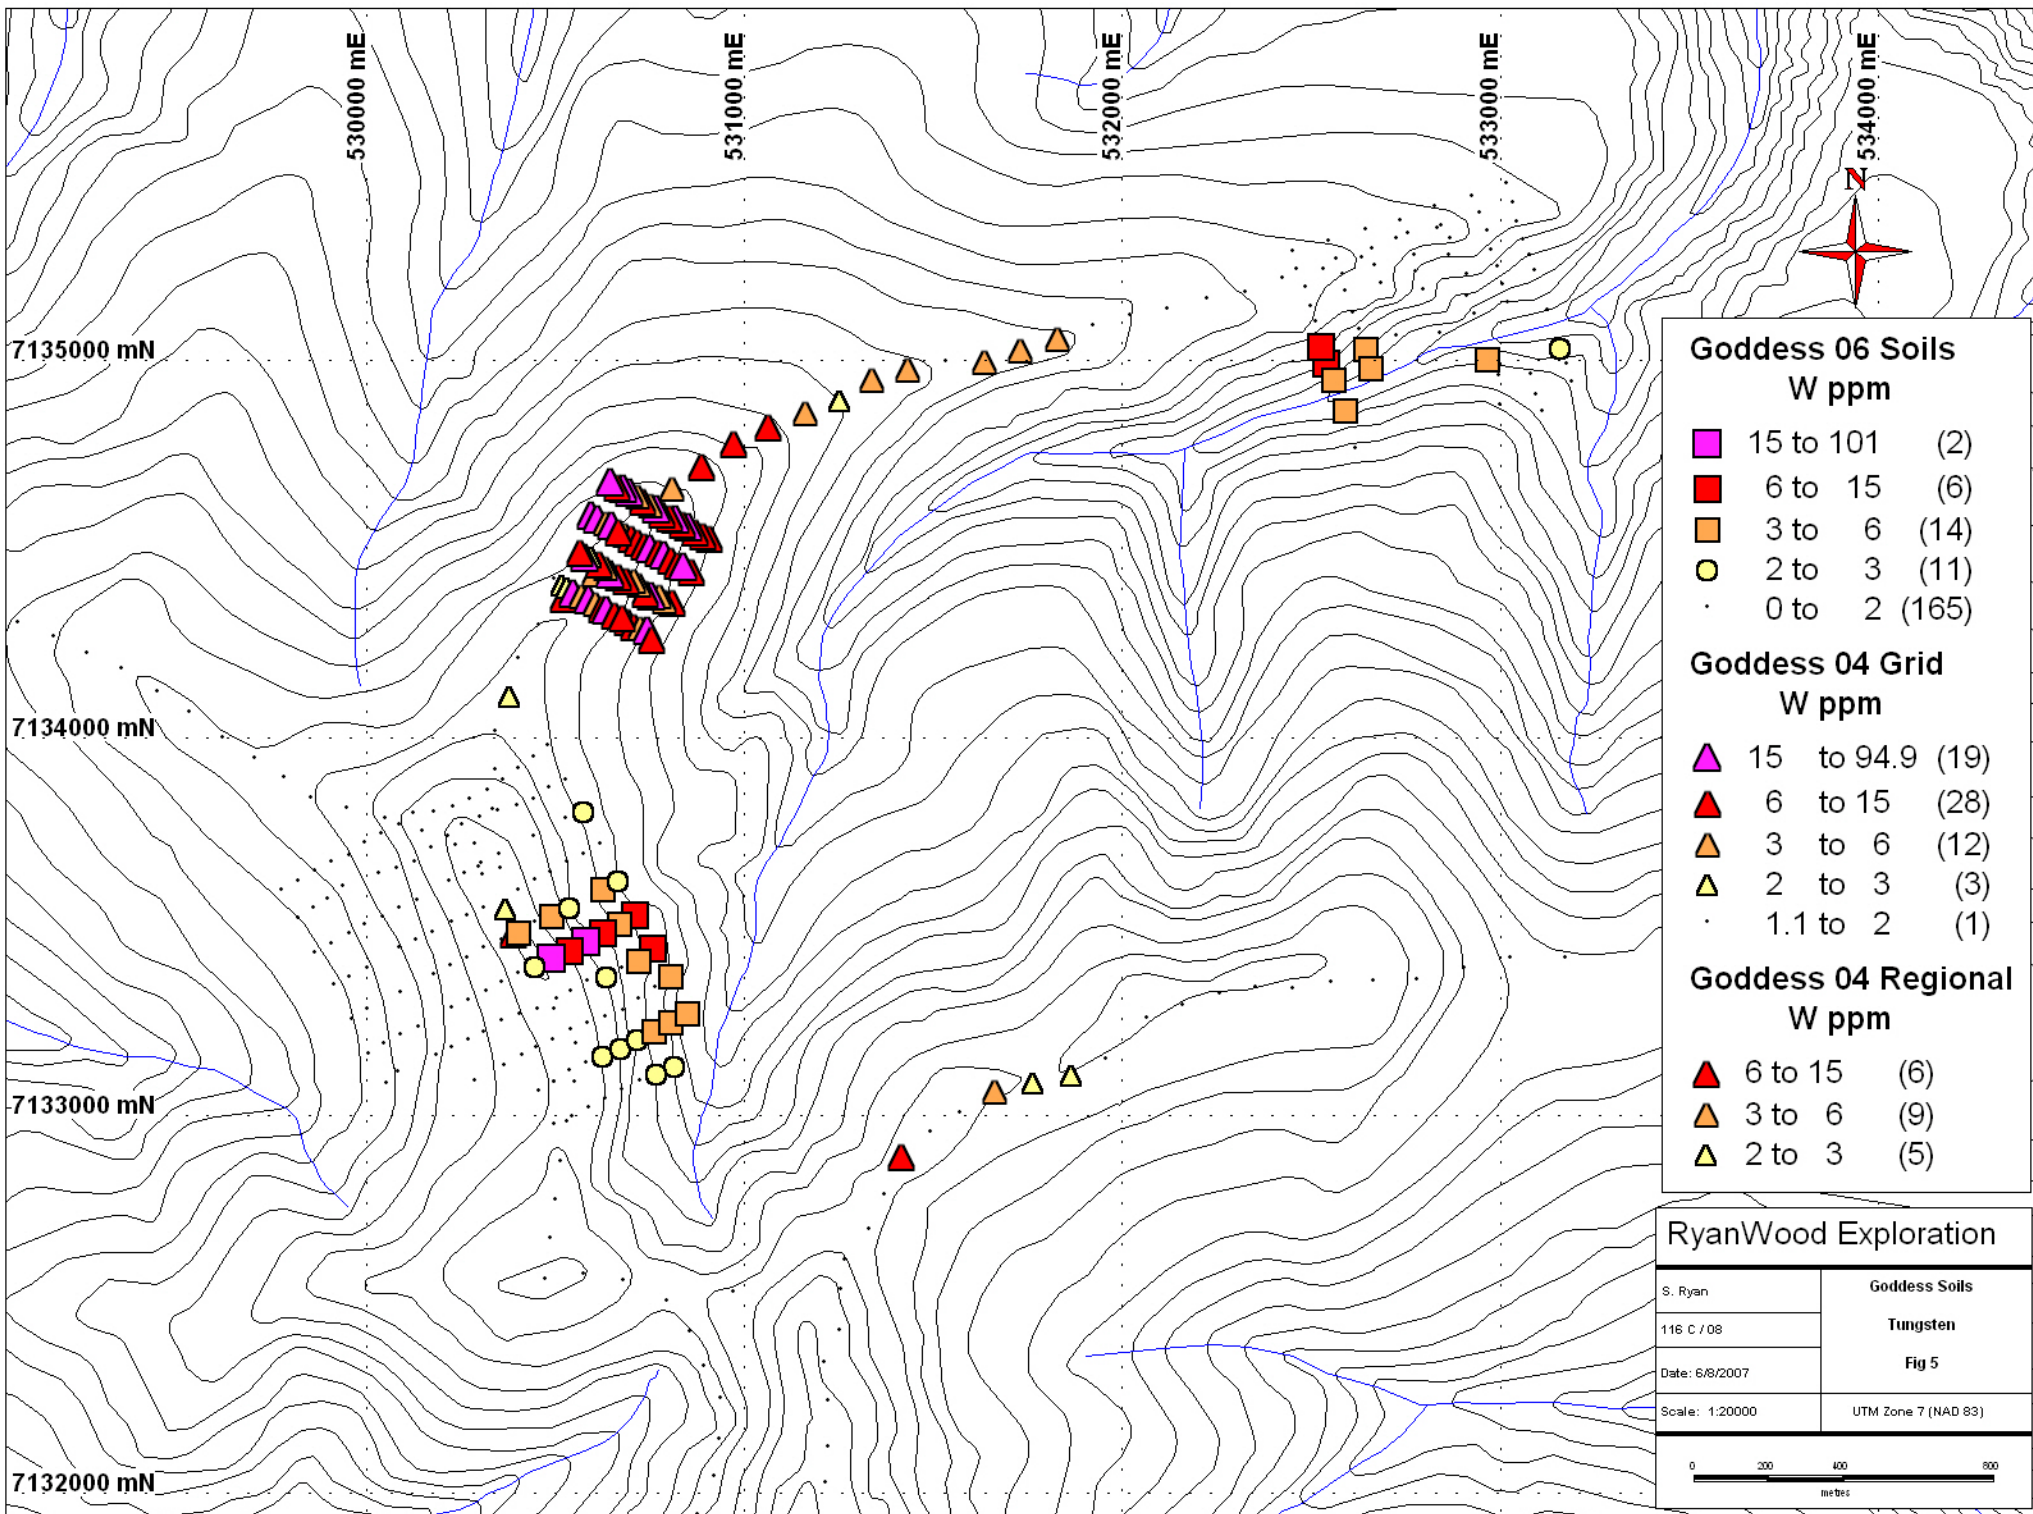 530000 mE
531000 mE
532000 mE
533000 mE
534000 mE
N
7135000 mN
7134000 mN
7133000 mN
7132000 mN
Goddess 06 Soils
W ppm
15 to 101 (2)
6 to 15 (6)
3 to 6 (14)
2 to 3 (11)
0 to 2 (165)
Goddess 04 Grid
W ppm
15 to 94.9 (19)
6 to 15 (28)
3 to 6 (12)
2 to 3 (3)
1.1 to 2 (1)
Goddess 04 Regional
W ppm
6 to 15 (6)
3 to 6 (9)
2 to 3 (5)
RyanWood Exploration
S. Ryan
116 C / 08
Date: 6/8/2007
Scale: 1:20000
Goddess Soils
Tungsten
Fig 5
UTM Zone 7 (NAD 83)
0 200 400 800
metres